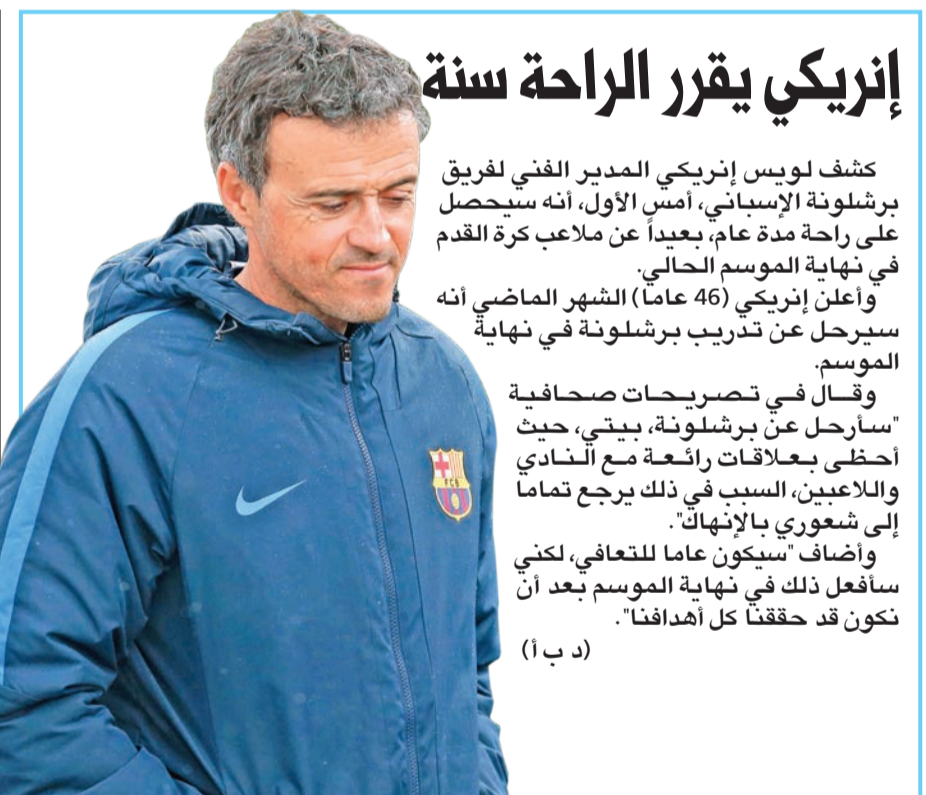 إنريكي يقرر الراحة سنة
كشف لويس إنريكي المدير الفني لفريق
برشلونة الإسباني، أمس الأول، أنه سيحصل
على راحة مدة عام، بعيداً عن ملاعب كرة القدم
في نهاية الموسم الحالي.
وأعلن إنريكي (46 عاما) الشهر الماضي أنه
سيرحل عن تدريب برشلونة في نهاية
الموسم.
وقال في تصريحات صحافية
"سأرحل عن برشلونة، بيتي، حيث
أحظى بعلاقات رائعة مع النادي
واللاعبين، السبب في ذلك يرجع تماما
إلى شعوري بالإنهاك".
وأضاف "سيكون عاما للتعافي، لكني
سأفعل ذلك في نهاية الموسم بعد أن
نكون قد حققنا كل أهدافنا".
(د ب أ)
FCB